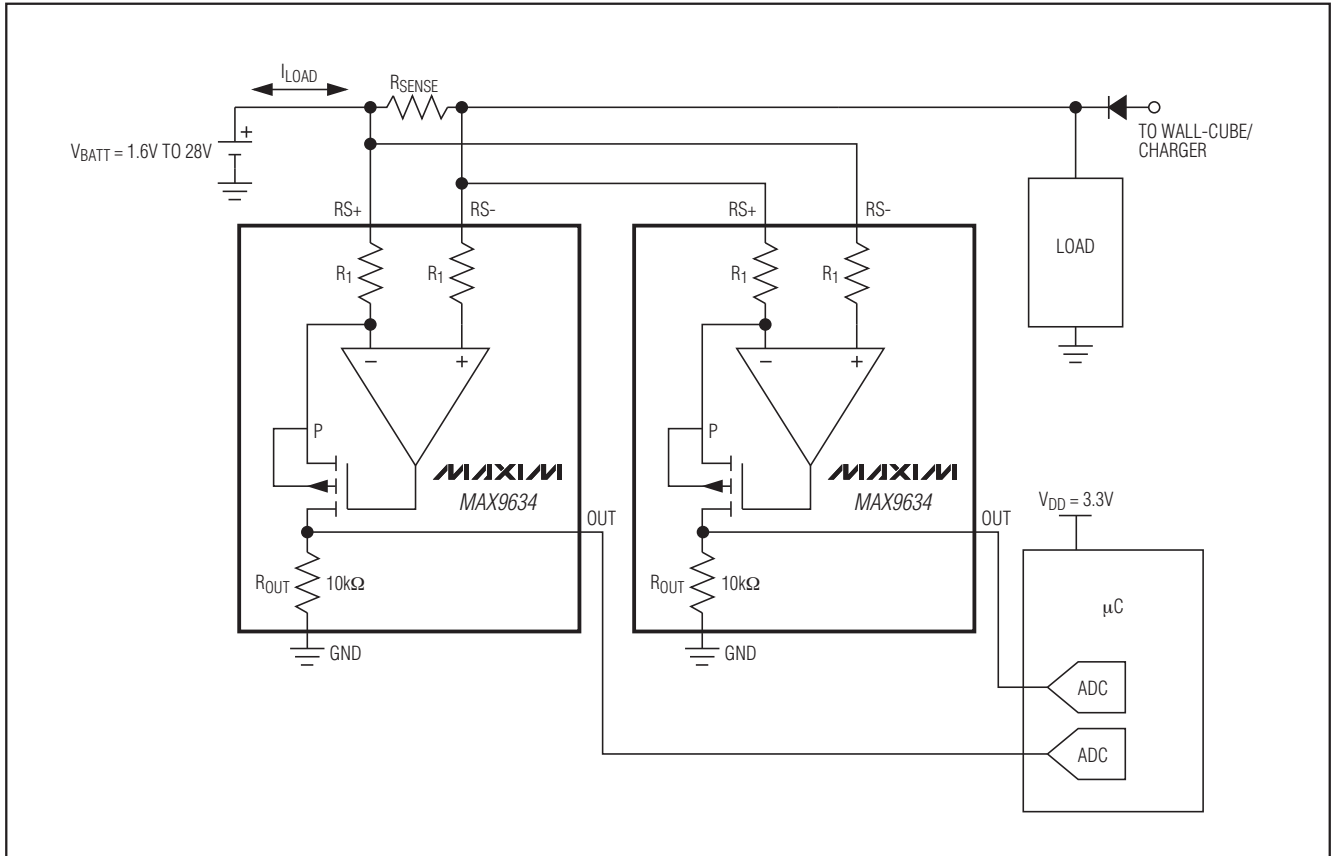 ILOAD
RSENSE
VBATT = 1.6V TO 28V
+
TO WALL-CUBE/
CHARGER
RS+
RS-
RS+
RS-
LOAD
R1
R1
R1
R1
−
+
−
+
P
P
MAXIM
MAX9634
MAXIM
MAX9634
VDD = 3.3V
OUT
OUT
ROUT
10kΩ
ROUT
10kΩ
µC
GND
GND
ADC
ADC